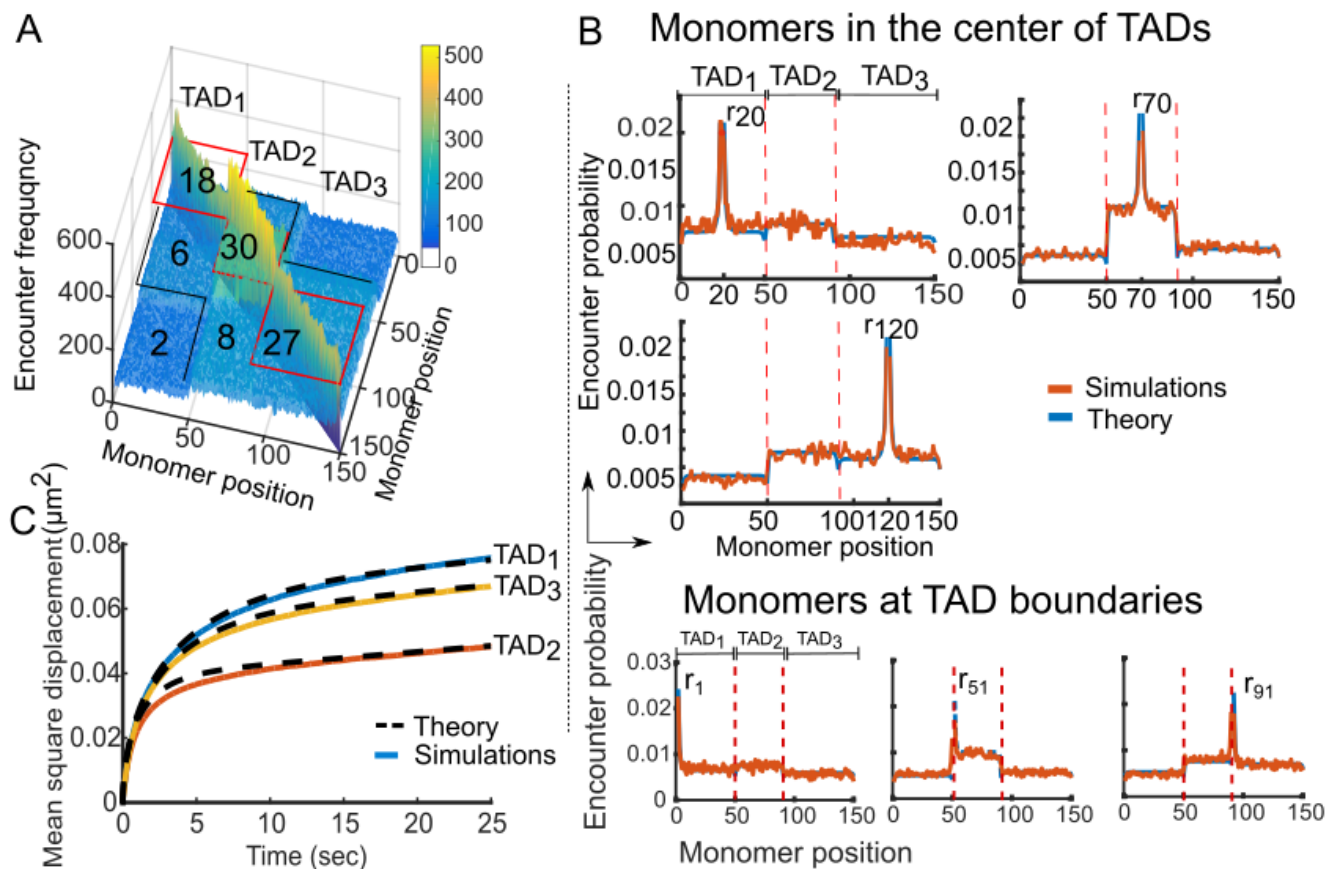 A
Encounter frequqncy
600
400
200
0
TAD1
TAD2
TAD3
18
6
30
2
8
27
500
400
300
200
100
0
0
50
100
150
Monomer position
0
50
100
150
Monomer position
B Monomers in the center of TADs
TAD1 TAD2 TAD3
Encounter probability
0.02
0.015
0.01
0.005
r20
0 20 50 100 150
0.02
0.015
0.01
0.005
r70
0 50 70 100 150
0.02
0.015
0.01
0.005
r120
0 50 100 120 150
Monomer position
Simulations
Theory
Monomers at TAD boundaries
Encounter probability
TAD1 TAD2 TAD3
0.03
0.02
0.01
0
r1
0 50 100 150
r51
0 50 100 150
r91
0 50 100 150
Monomer position
C
Mean square displacement(µm2)
0.08
0.06
0.04
0.02
0
TAD1
TAD3
TAD2
Theory
Simulations
0 5 10 15 20 25
Time (sec)